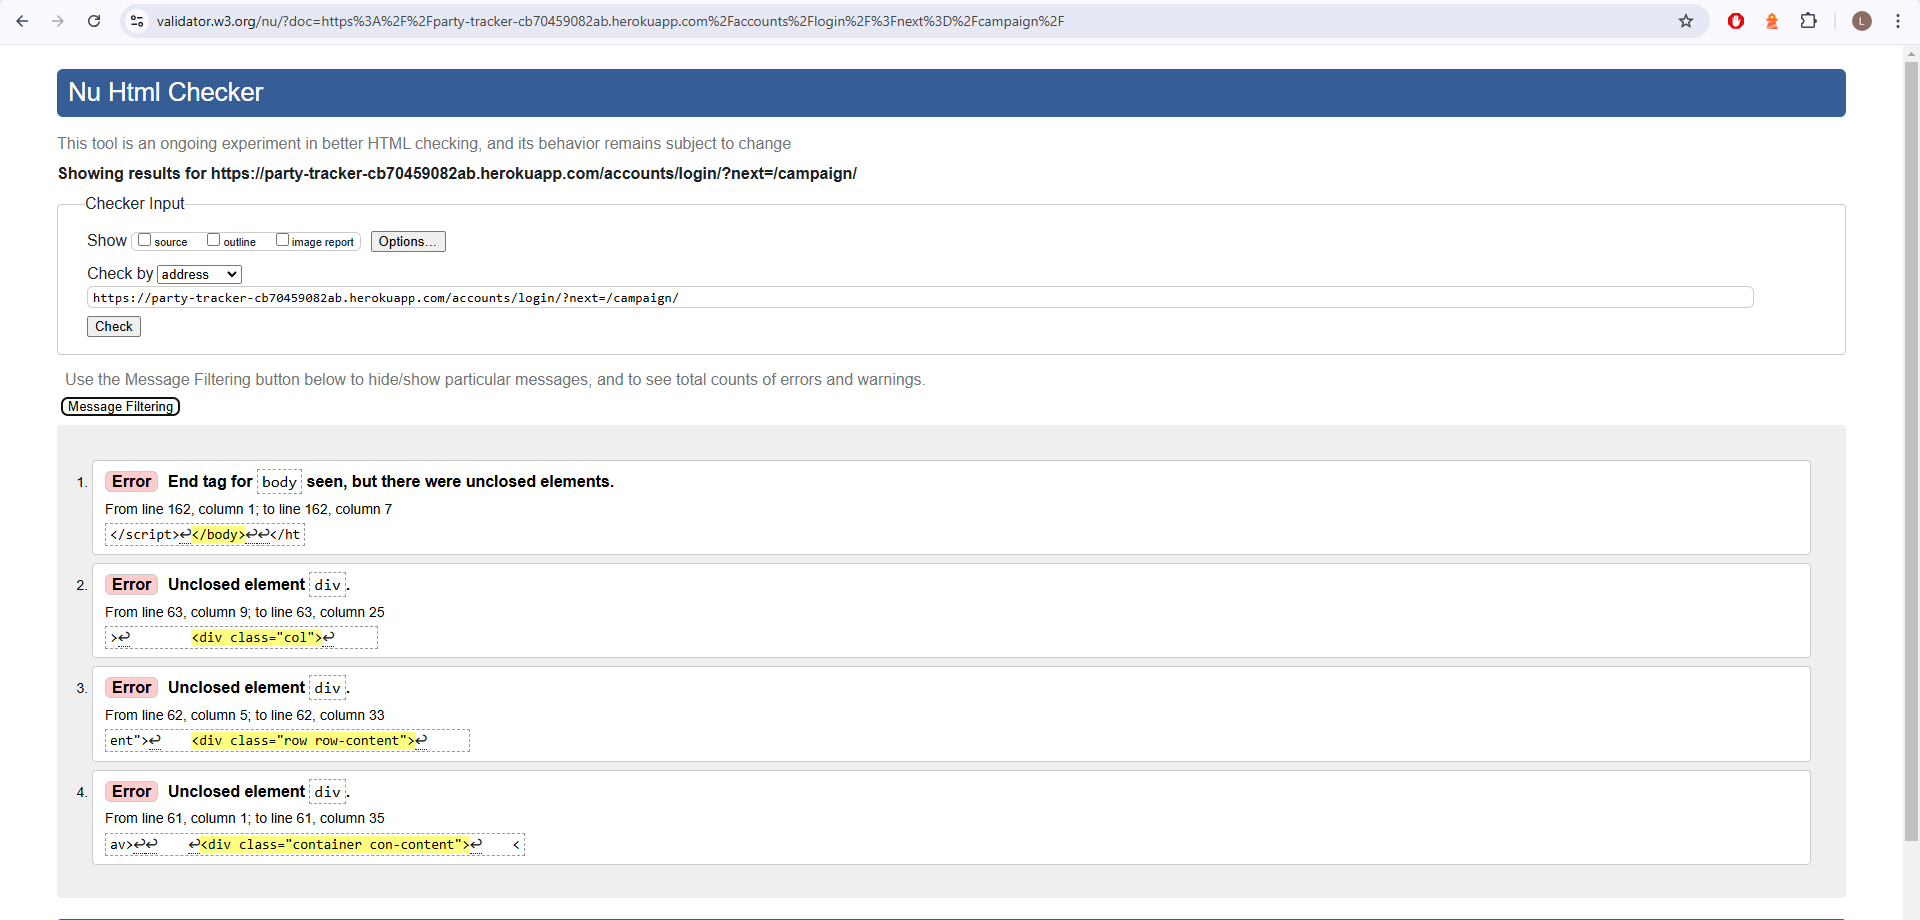 validator.w3.org/nu/?doc=https%3A%2F%2Fparty-tracker-cb70459082ab.herokuapp.com%2Faccounts%2Flogin%2F%3Fnext%3D%2Fcampaign%2F
L
Nu Html Checker
This tool is an ongoing experiment in better HTML checking, and its behavior remains subject to change
Showing results for https://party-tracker-cb70459082ab.herokuapp.com/accounts/login/?next=/campaign/
Checker Input
Show source outline image report Options...
Check by address
https://party-tracker-cb70459082ab.herokuapp.com/accounts/login/?next=/campaign/
Check
Use the Message Filtering button below to hide/show particular messages, and to see total counts of errors and warnings.
Message Filtering
1. Error End tag for body seen, but there were unclosed elements.
From line 162, column 1; to line 162, column 7
</script>↩</body>↩↩</ht
2. Error Unclosed element div.
From line 63, column 9; to line 63, column 25
>↩        <div class="col">↩
3. Error Unclosed element div.
From line 62, column 5; to line 62, column 33
ent">↩    <div class="row row-content">↩
4. Error Unclosed element div.
From line 61, column 1; to line 61, column 35
av>↩↩    ↩<div class="container con-content">↩    <